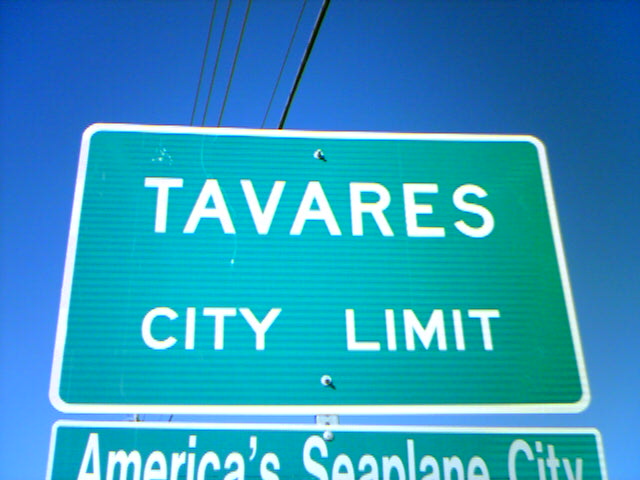 TAVARES
CITY LIMIT
America's Seaplane City